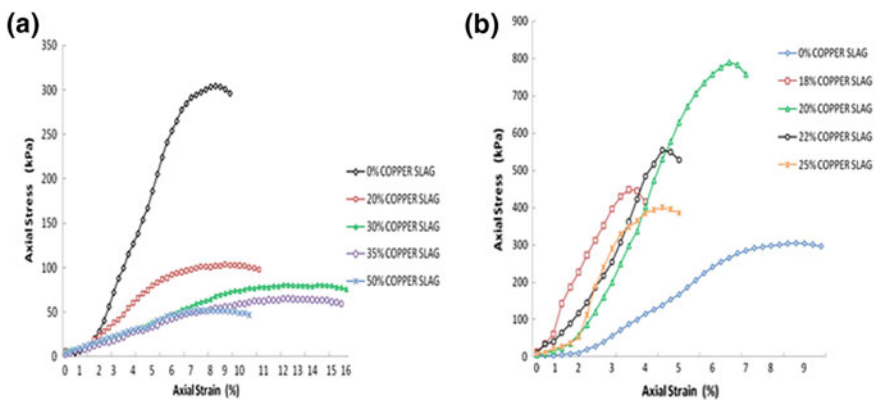 (a)
350
300
250
200
150
100
50
0
Axial Stress (kPa)
0 1 2 3 4 5 6 7 8 9 10 11 12 13 14 15 16
Axial Strain (%)
0% COPPER SLAG
20% COPPER SLAG
30% COPPER SLAG
35% COPPER SLAG
50% COPPER SLAG
(b)
900
800
700
600
500
400
300
200
100
0
Axial Stress (kPa)
0 1 2 3 4 5 7 8 9
Axial Strain (%)
0% COPPER SLAG
18% COPPER SLAG
20% COPPER SLAG
22% COPPER SLAG
25% COPPER SLAG